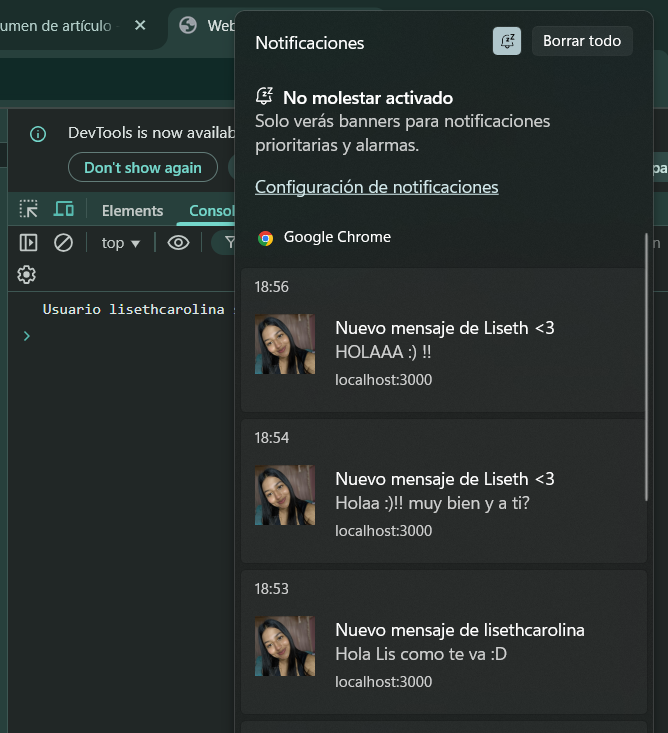 umen de artículo
Web
DevTools is now availab
Don't show again
Elements
Consol
top
Usuario lisethcarolina
Notificaciones
Borrar todo
No molestar activado
Solo verás banners para notificaciones
prioritarias y alarmas.
Configuración de notificaciones
Google Chrome
18:56
Nuevo mensaje de Liseth <3
HOLAAA :) !!
localhost:3000
18:54
Nuevo mensaje de Liseth <3
Holaa :)!! muy bien y a ti?
localhost:3000
18:53
Nuevo mensaje de lisethcarolina
Hola Lis como te va :D
localhost:3000
pa